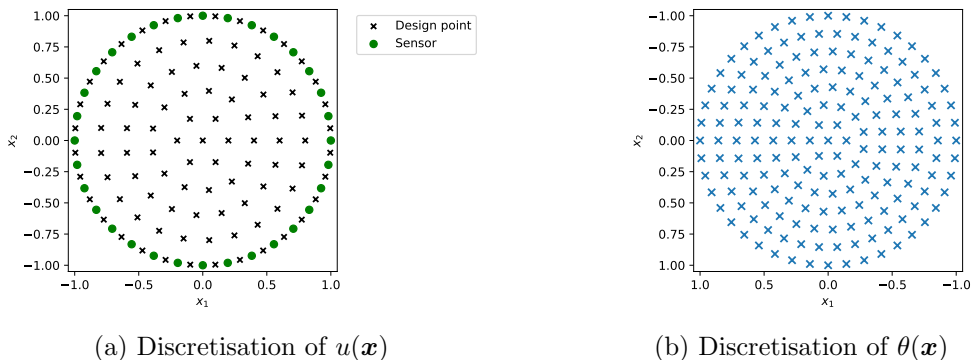 1.00
0.75
0.50
0.25
0.00
−0.25
−0.50
−0.75
−1.00
x₂
−1.0 −0.5 0.0 0.5 1.0
x₁
Design point
Sensor
(a) Discretisation of u(x)
−1.00
−0.75
−0.50
−0.25
0.00
0.25
0.50
0.75
1.00
x₂
1.0 0.5 0.0 −0.5 −1.0
x₁
(b) Discretisation of θ(x)